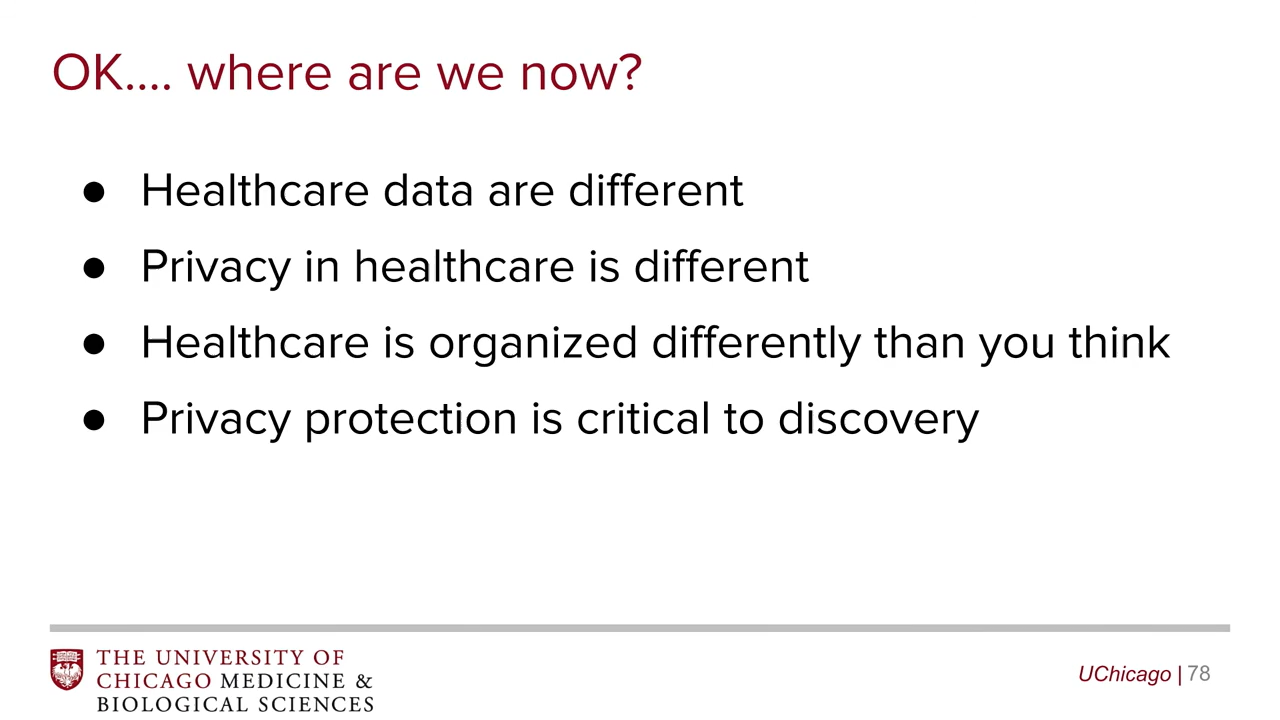 OK.... where are we now?
● Healthcare data are different
● Privacy in healthcare is different
● Healthcare is organized differently than you think
● Privacy protection is critical to discovery
THE UNIVERSITY OF
CHICAGO MEDICINE &
BIOLOGICAL SCIENCES
UChicago | 78